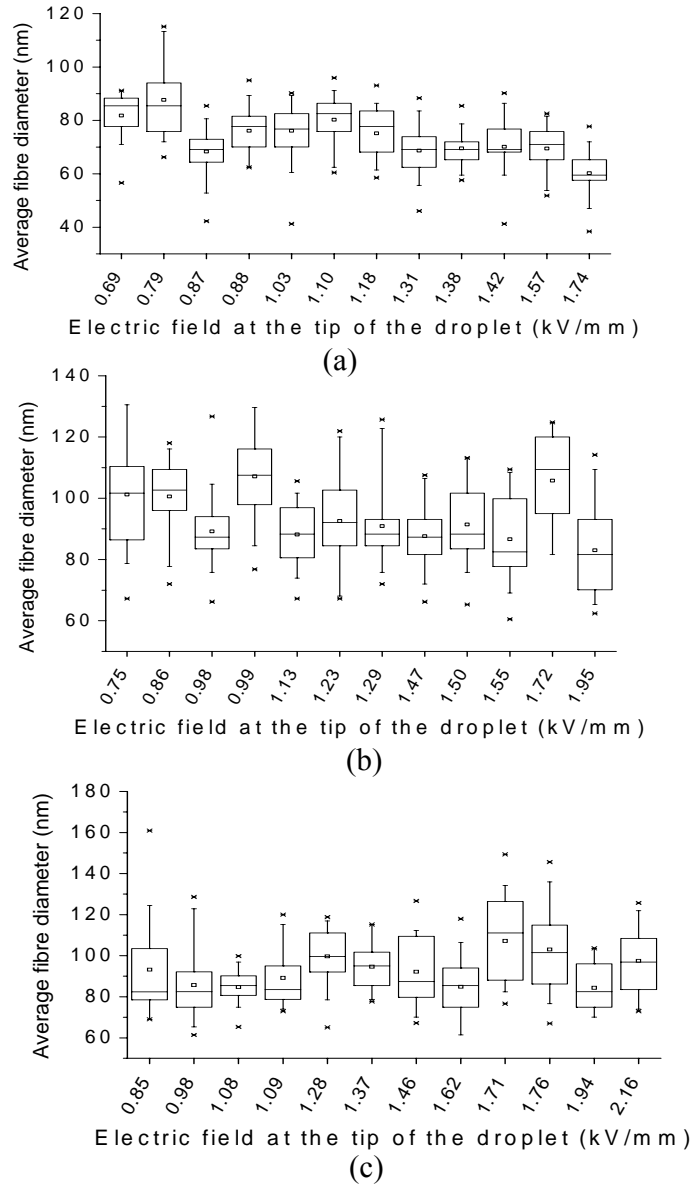 Average fibre diameter (nm)
120
100
80
60
40
0.69 0.79 0.87 0.88 1.03 1.10 1.18 1.31 1.38 1.42 1.57 1.74
Electric field at the tip of the droplet (kV/mm)
(a)
Average fibre diameter (nm)
140
120
100
80
60
0.75 0.86 0.98 0.99 1.13 1.23 1.29 1.47 1.50 1.55 1.72 1.95
Electric field at the tip of the droplet (kV/mm)
(b)
Average fibre diameter (nm)
180
160
140
120
100
80
60
0.85 0.98 1.08 1.09 1.28 1.37 1.46 1.62 1.71 1.76 1.94 2.16
Electric field at the tip of the droplet (kV/mm)
(c)